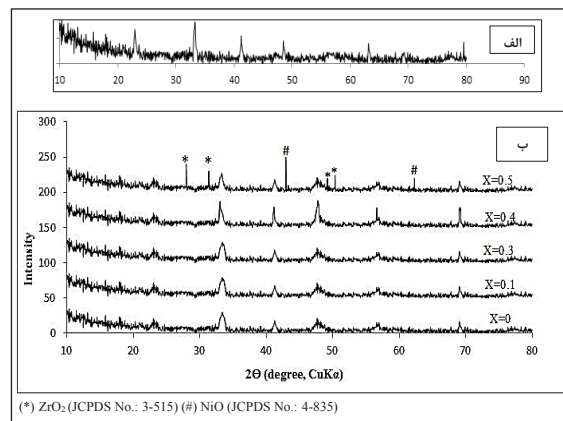 الف
10 20 30 40 50 60 70 80 90
ب
300
250
200
150
100
50
0
Intensity
* * # * * #
X=0.5
X=0.4
X=0.3
X=0.1
X=0
10 20 30 40 50 60 70 80
2Θ (degree, CuKα)
(*) ZrO₂ (JCPDS No.: 3-515) (#) NiO (JCPDS No.: 4-835)